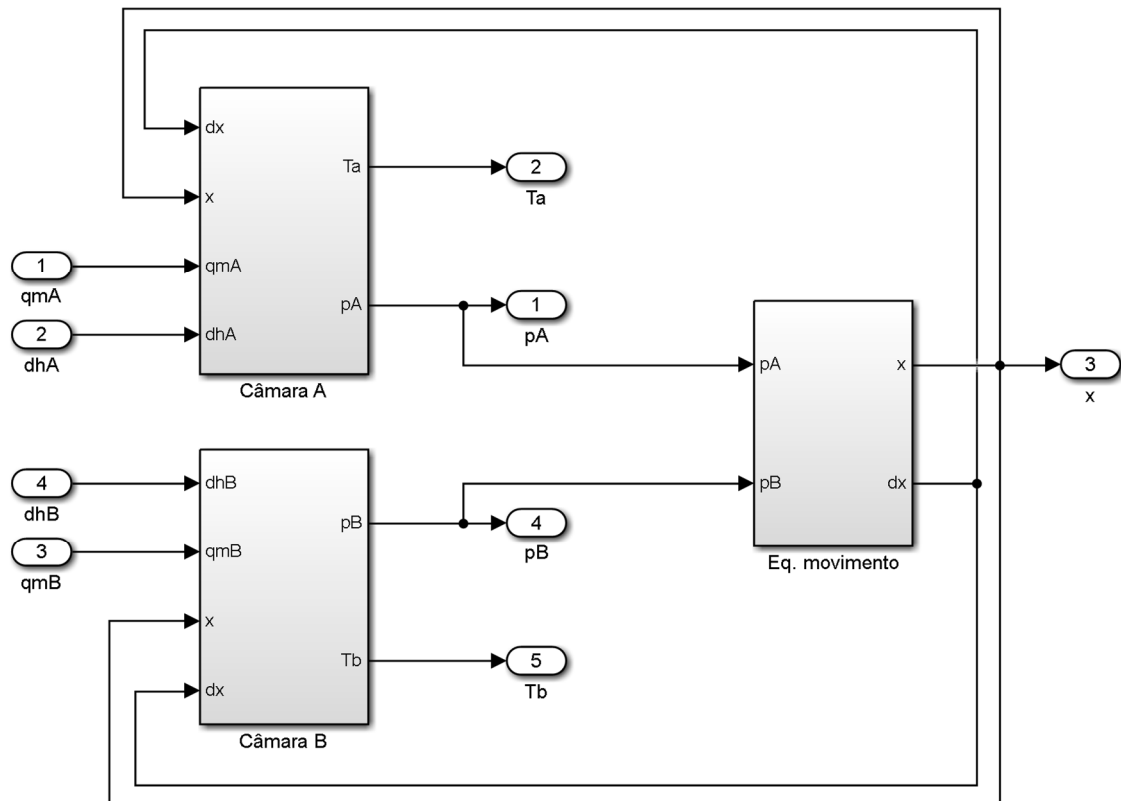 dx
x
qmA
dhA
Ta
pA
Câmara A
1
qmA
2
dhA
2
Ta
1
pA
pA
pB
x
dx
Eq. movimento
3
x
4
dhB
3
qmB
dhB
qmB
x
dx
pB
Tb
Câmara B
4
pB
5
Tb